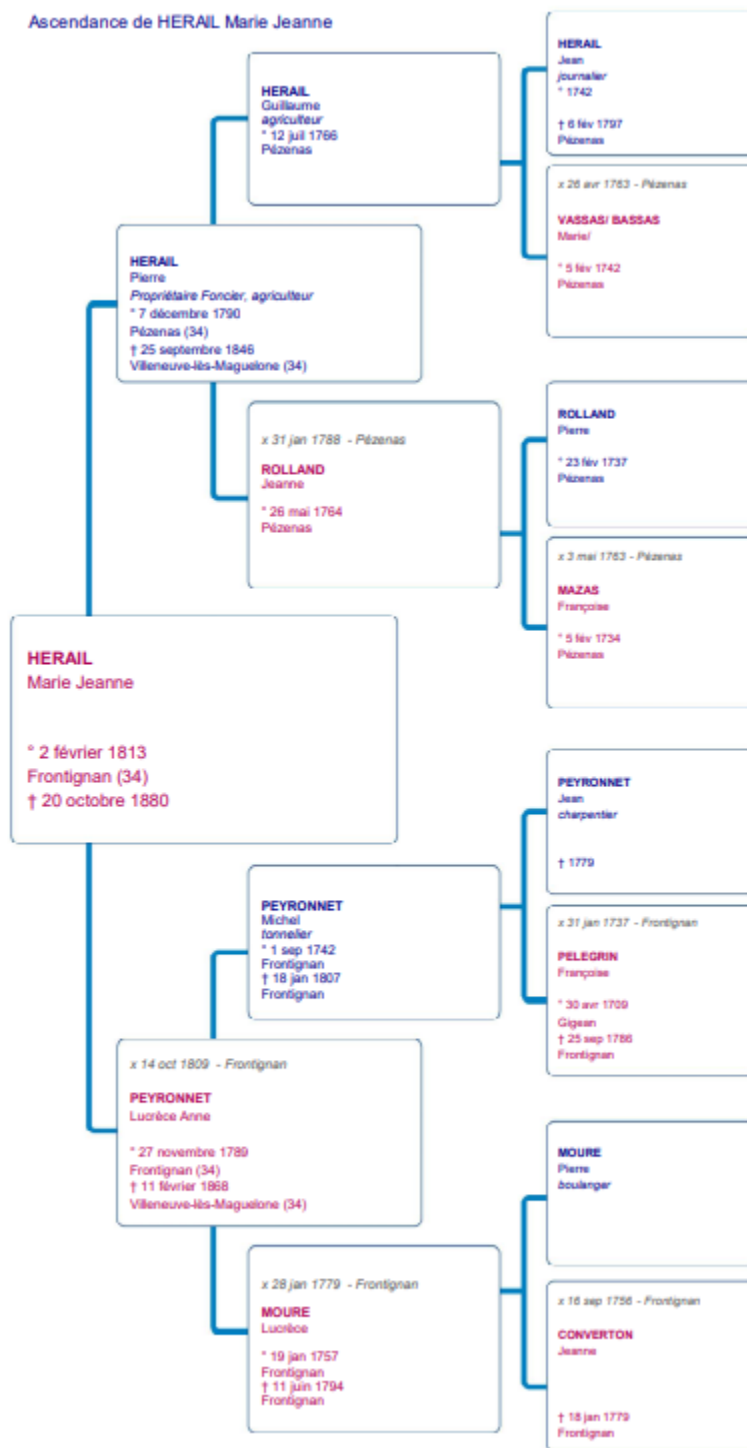 Ascendance de HERAIL Marie Jeanne
HERAIL
Jean
journalier
° 1742
† 6 fév 1797
Pézenas
HERAIL
Guillaume
agriculteur
° 12 juil 1766
Pézenas
x 26 avr 1763 - Pézenas
VASSAS/ BASSAS
Marie/
° 5 fév 1742
Pézenas
HERAIL
Pierre
Propriétaire Foncier, agriculteur
° 7 décembre 1790
Pézenas (34)
† 25 septembre 1846
Villeneuve-lès-Maguelone (34)
ROLLAND
Pierre
° 23 fév 1737
Pézenas
x 31 jan 1788 - Pézenas
ROLLAND
Jeanne
° 26 mai 1764
Pézenas
x 3 mai 1763 - Pézenas
MAZAS
Françoise
° 5 fév 1734
Pézenas
HERAIL
Marie Jeanne
° 2 février 1813
Frontignan (34)
† 20 octobre 1880
PEYRONNET
Jean
charpentier
† 1779
PEYRONNET
Michel
tonnelier
° 1 sep 1742
Frontignan
† 18 jan 1807
Frontignan
x 31 jan 1737 - Frontignan
PELEGRIN
Françoise
° 30 avr 1709
Gigean
† 25 sep 1786
Frontignan
x 14 oct 1809 - Frontignan
PEYRONNET
Lucrèce Anne
° 27 novembre 1789
Frontignan (34)
† 11 février 1868
Villeneuve-lès-Maguelone (34)
MOURE
Pierre
boulanger
x 28 jan 1779 - Frontignan
MOURE
Lucrèce
° 19 jan 1757
Frontignan
† 11 juin 1794
Frontignan
x 16 sep 1756 - Frontignan
CONVERTON
Jeanne
† 18 jan 1779
Frontignan